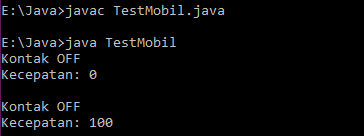 E:\Java>javac TestMobil.java
E:\Java>java TestMobil
Kontak OFF
Kecepatan: 0
Kontak OFF
Kecepatan: 100